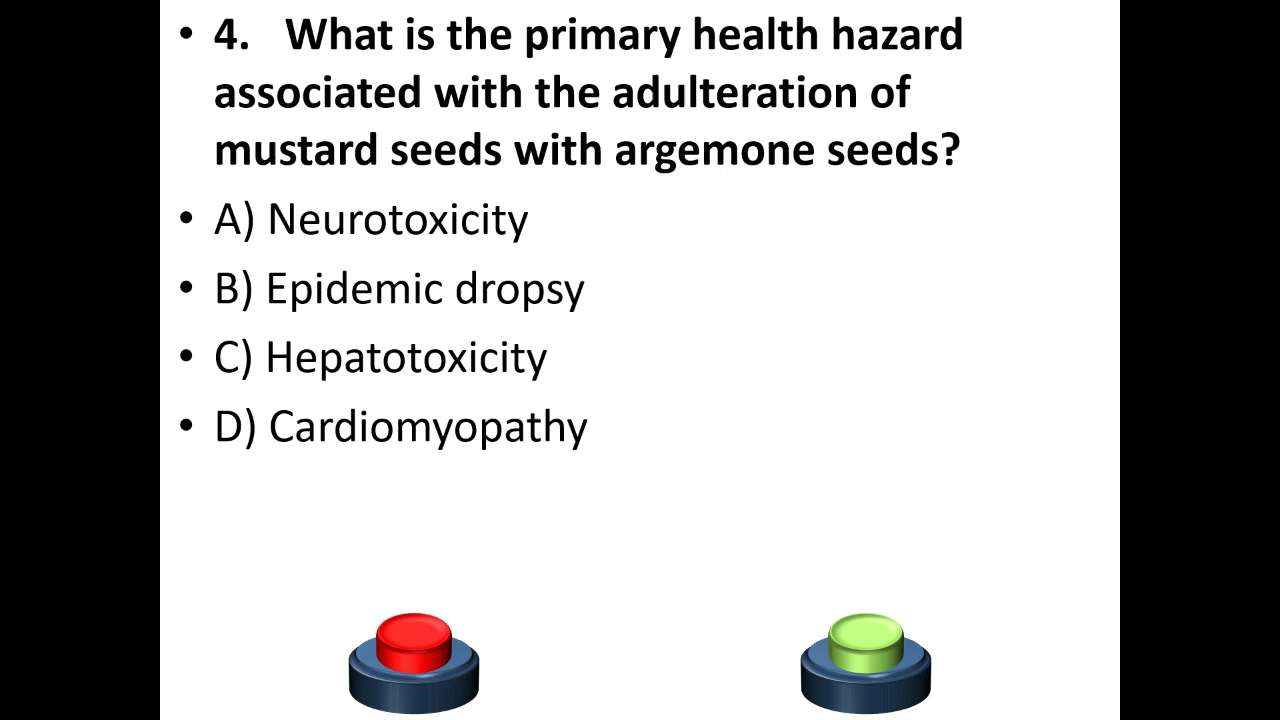 • 4. What is the primary health hazard
associated with the adulteration of
mustard seeds with argemone seeds?
• A) Neurotoxicity
• B) Epidemic dropsy
• C) Hepatotoxicity
• D) Cardiomyopathy